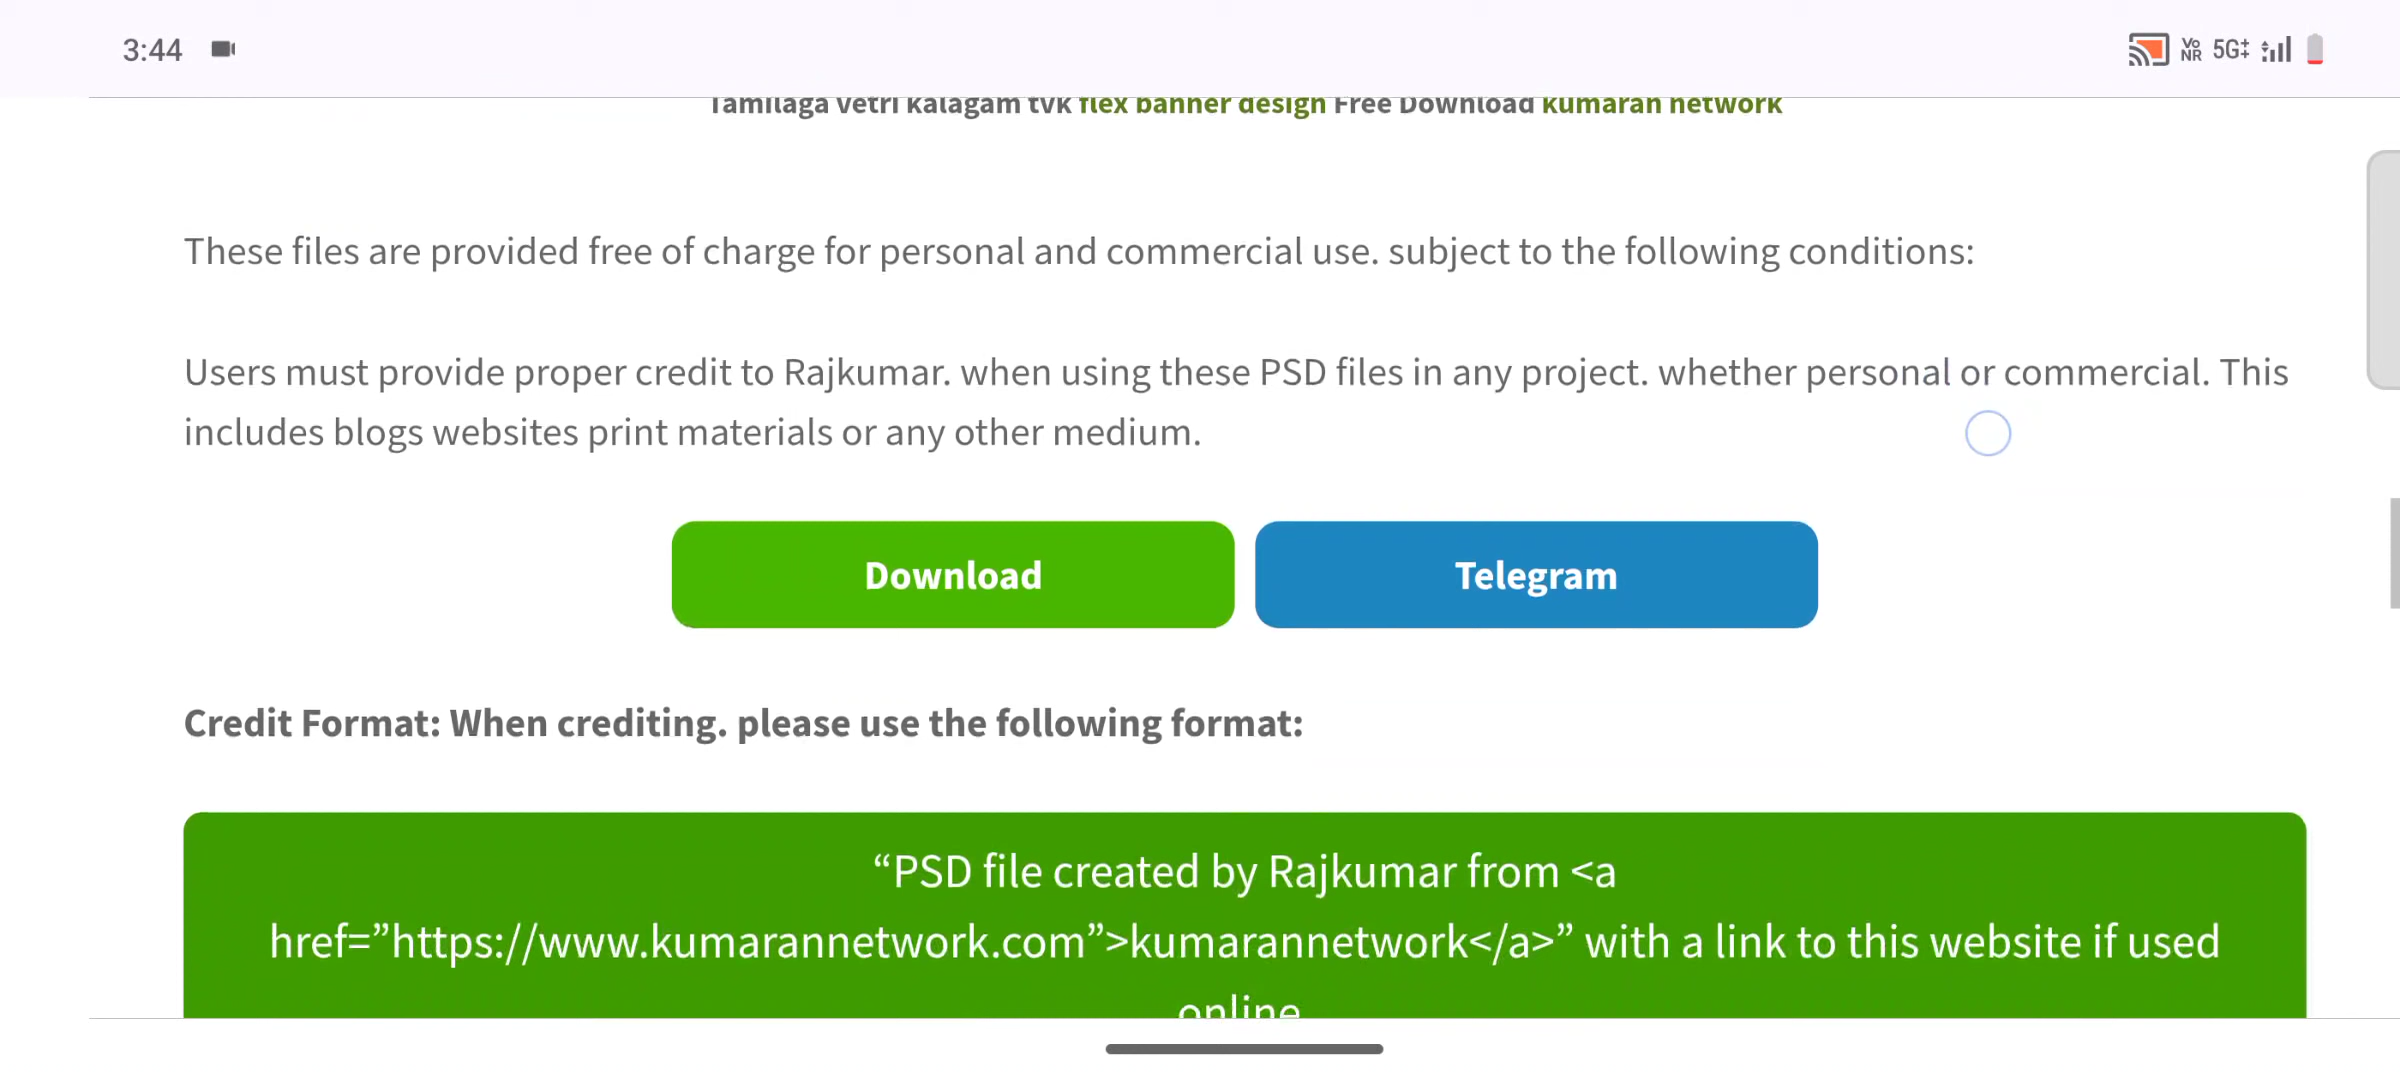 3:44
Vo NR 5G‡
Tamilaga vetri kalagam tvk flex banner design Free Download kumaran network
These files are provided free of charge for personal and commercial use. subject to the following conditions:
Users must provide proper credit to Rajkumar. when using these PSD files in any project. whether personal or commercial. This
includes blogs websites print materials or any other medium.
Download
Telegram
Credit Format: When crediting. please use the following format:
“PSD file created by Rajkumar from <a
href=”https://www.kumarannetwork.com”>kumarannetwork</a>” with a link to this website if used
online